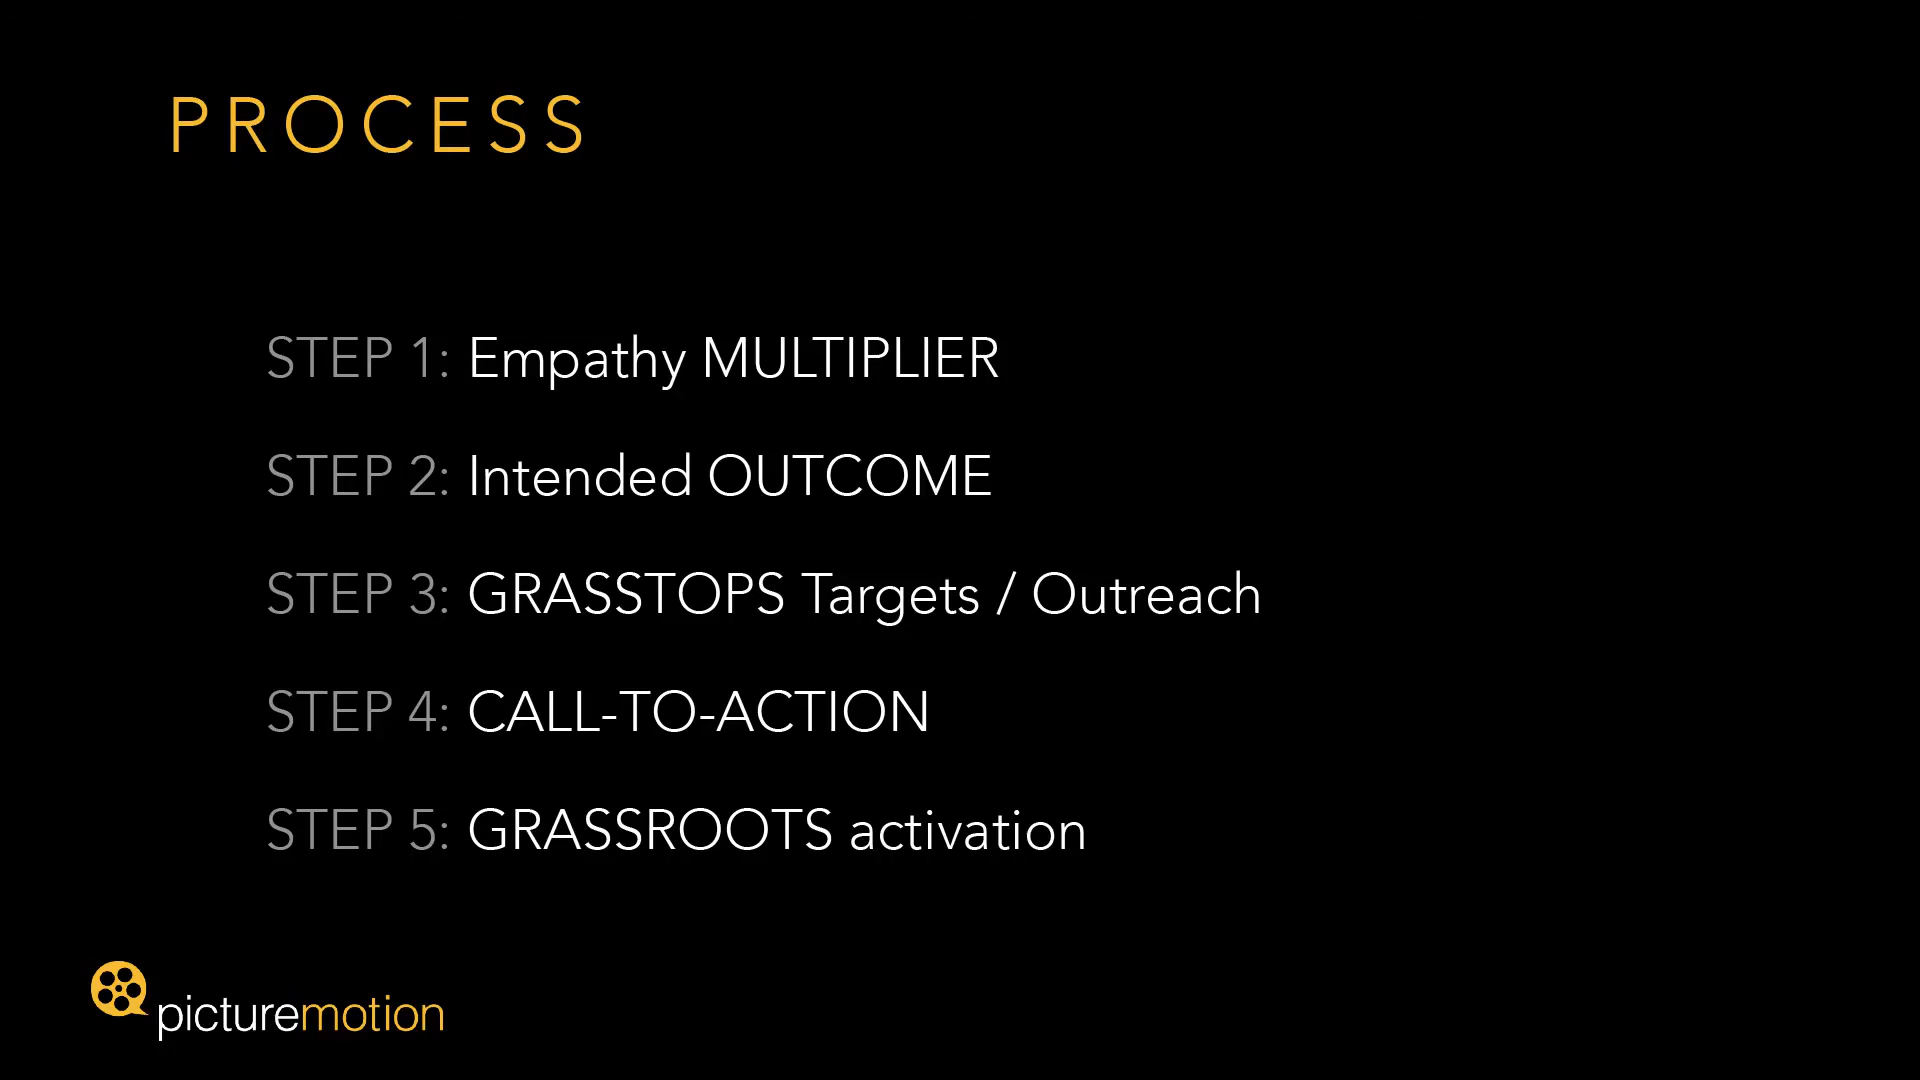 PROCESS
STEP 1: Empathy MULTIPLIER
STEP 2: Intended OUTCOME
STEP 3: GRASSTOPS Targets / Outreach
STEP 4: CALL-TO-ACTION
STEP 5: GRASSROOTS activation
picturemotion